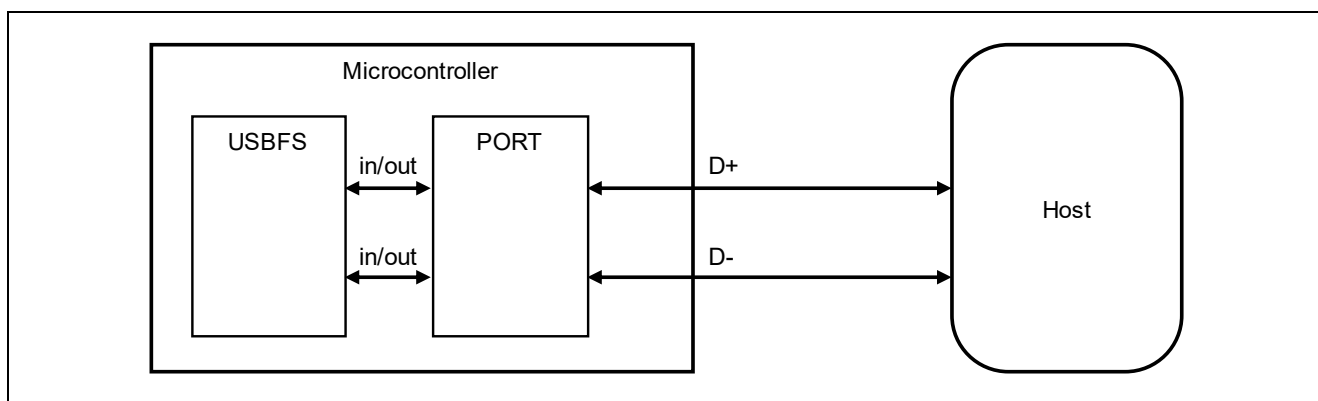 Microcontroller
USBFS
PORT
in/out
D+
Host
in/out
D-